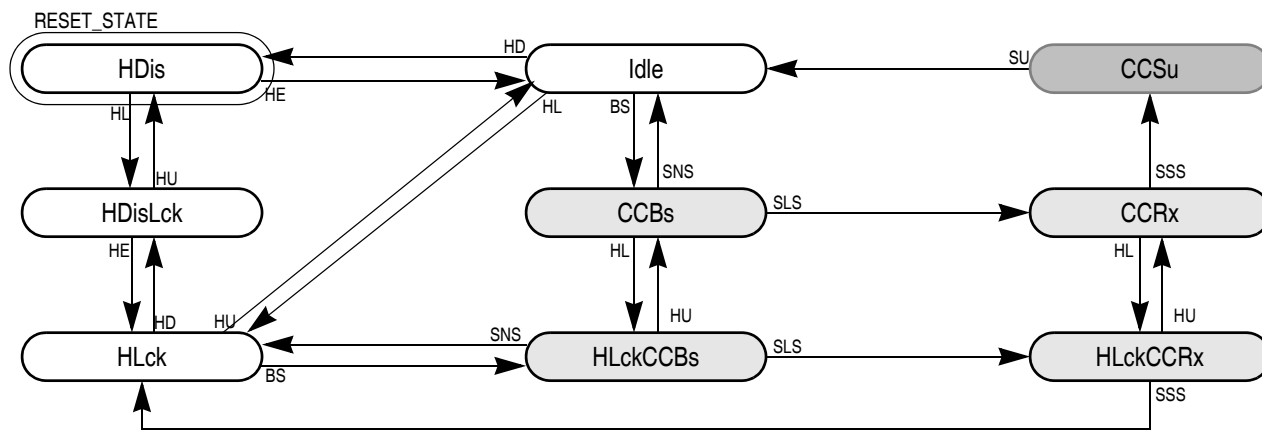 RESET_STATE
HDis
HD
Idle
SU
CCSu
HE
HL
HL
BS
HU
SNS
SSS
HDisLck
CCBs
SLS
CCRx
HE
HL
HL
HD
HU
SNS
HU
SLS
HU
HLck
HLckCCBs
HLckCCRx
BS
SSS